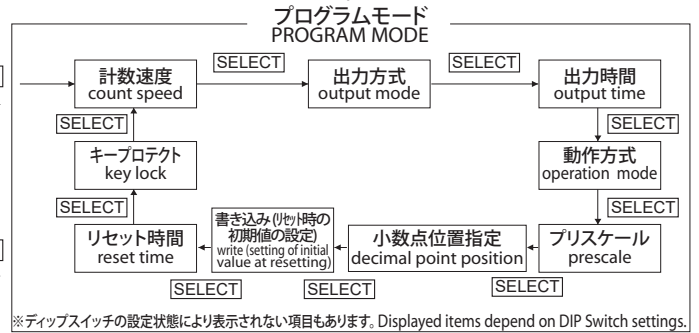 プログラムモード
PROGRAM MODE
計数速度
count speed
SELECT
出力方式
output mode
SELECT
出力時間
output time
SELECT
動作方式
operation mode
SELECT
プリスケール
prescale
SELECT
小数点位置指定
decimal point position
SELECT
書き込み(リセット時の
初期値の設定)
write (setting of initial
value at resetting)
SELECT
リセット時間
reset time
SELECT
キープロテクト
key lock
SELECT
※ディップスイッチの設定状態により表示されない項目もあります。Displayed items depend on DIP Switch settings.